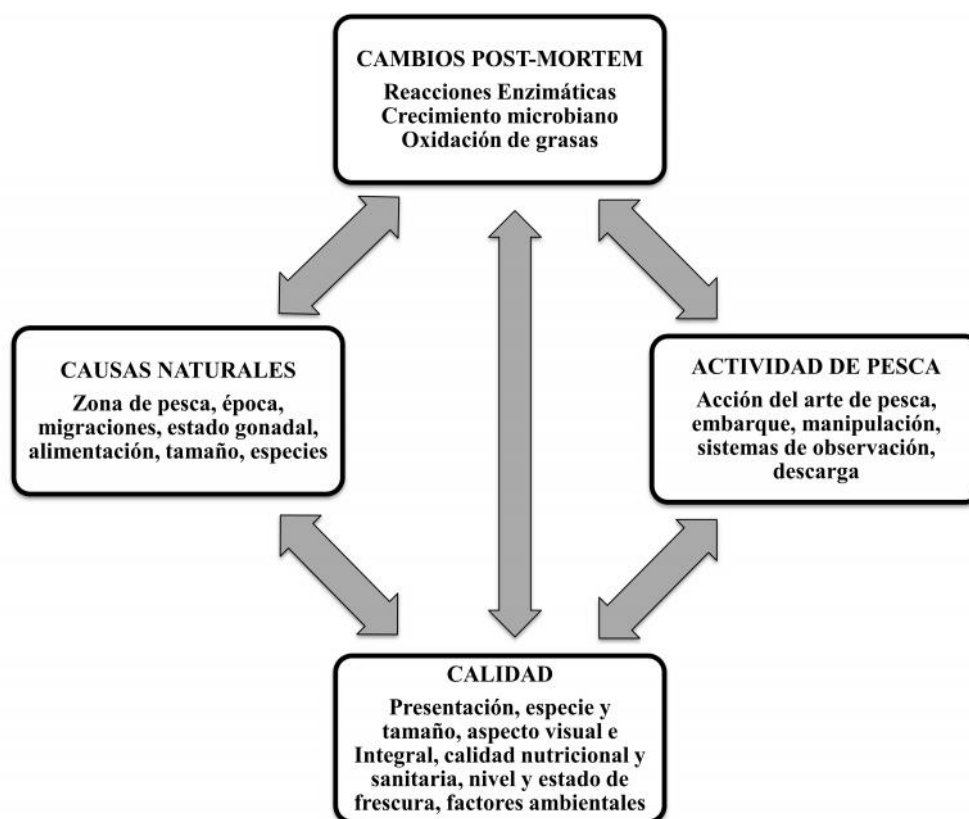 CAMBIOS POST-MORTEM
Reacciones Enzimáticas
Crecimiento microbiano
Oxidación de grasas
CAUSAS NATURALES
Zona de pesca, época,
migraciones, estado gonadal,
alimentación, tamaño, especies
ACTIVIDAD DE PESCA
Acción del arte de pesca,
embarque, manipulación,
sistemas de observación,
descarga
CALIDAD
Presentación, especie y
tamaño, aspecto visual e
Integral, calidad nutricional y
sanitaria, nivel y estado de
frescura, factores ambientales